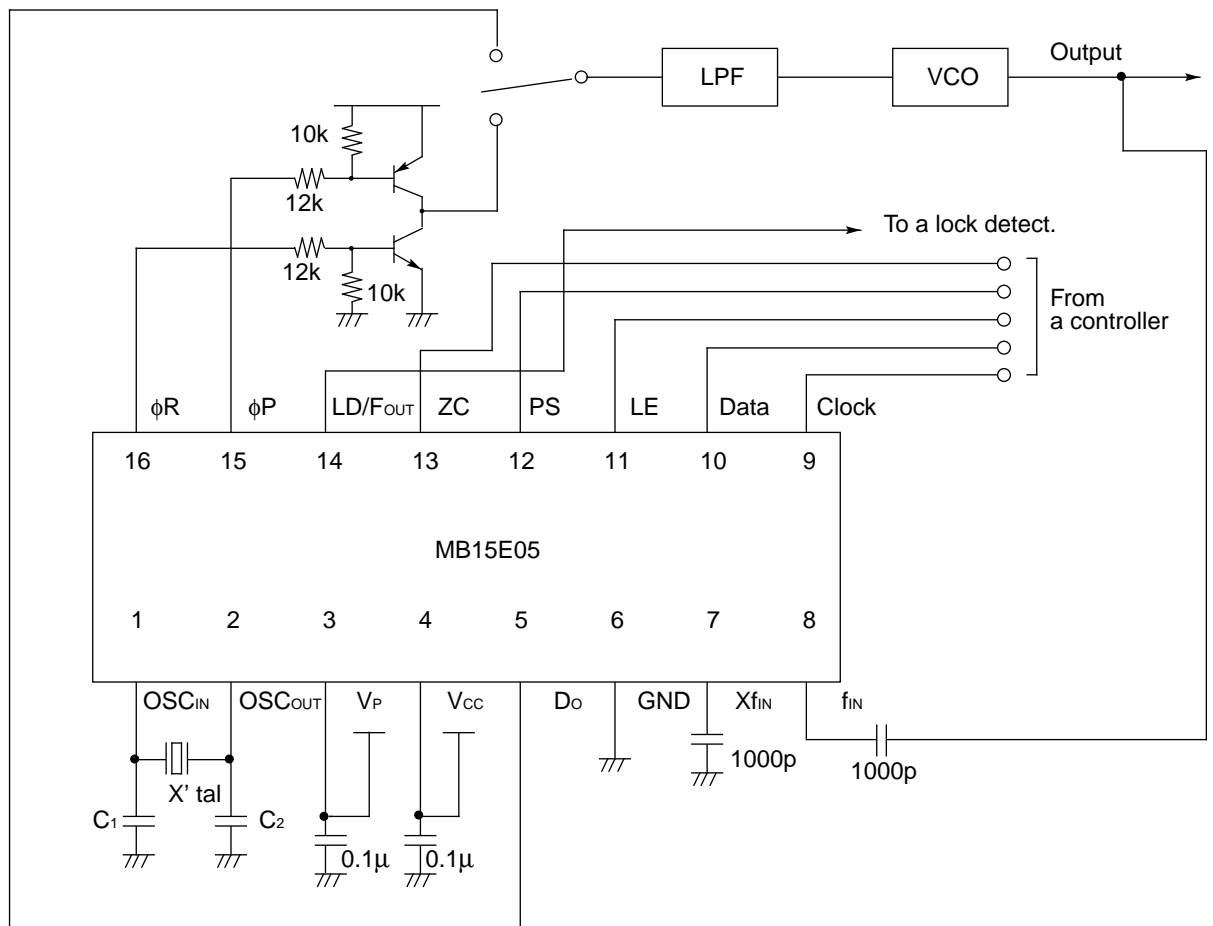 Output
LPF
VCO
10k
12k
To a lock detect.
12k
10k
From
a controller
ϕR
ϕP
LD/FOUT
ZC
PS
LE
Data
Clock
16
15
14
13
12
11
10
9
MB15E05
1
2
3
4
5
6
7
8
OSCIN
OSCOUT
VP
VCC
DO
GND
XfIN
fIN
1000p
1000p
X' tal
C1
C2
0.1µ
0.1µ